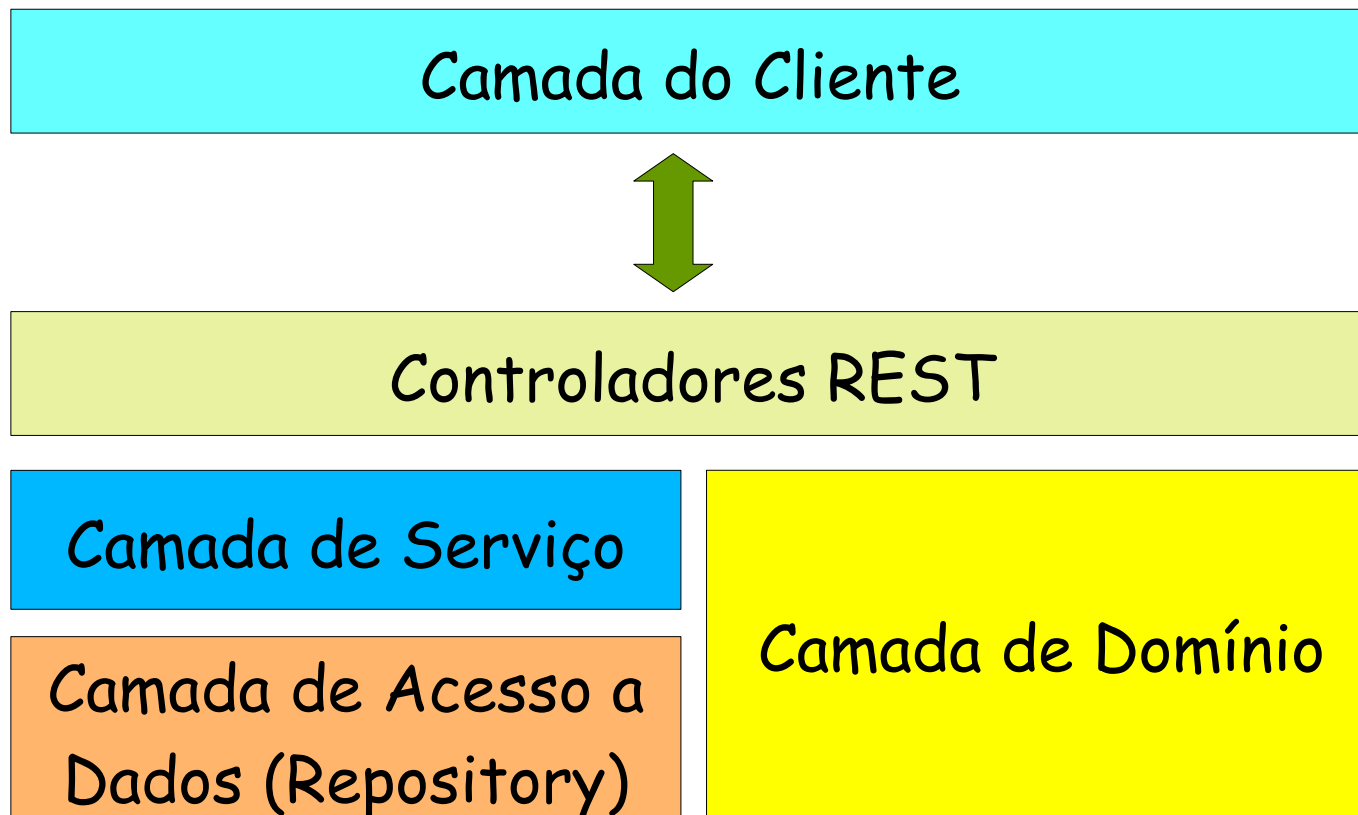 Camada do Cliente
Controladores REST
Camada de Serviço
Camada de Acesso a
Dados (Repository)
Camada de Domínio